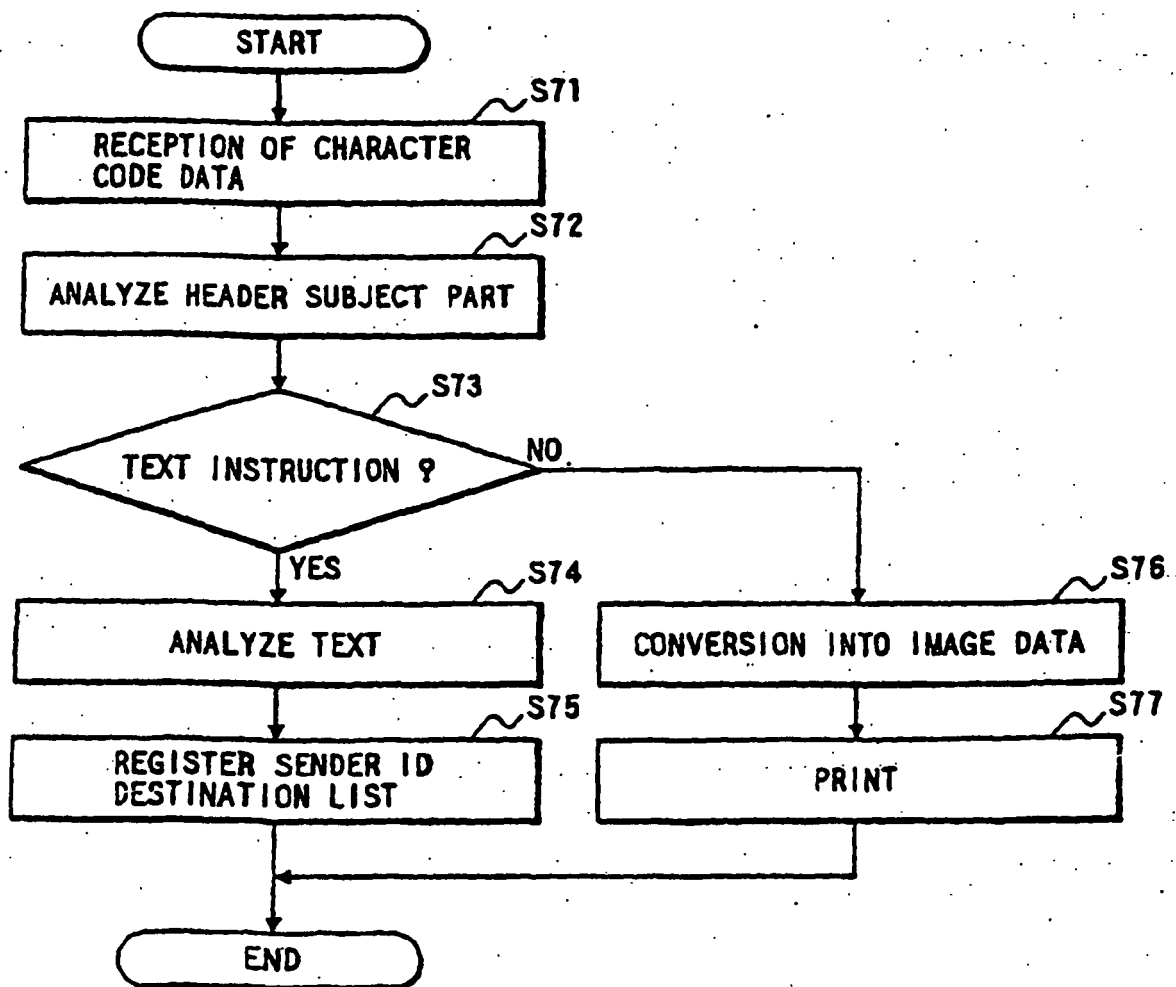 START
S71
RECEPTION OF CHARACTER
CODE DATA
S72
ANALYZE HEADER SUBJECT PART
S73
TEXT INSTRUCTION ?
NO
YES
S74
ANALYZE TEXT
S76
CONVERSION INTO IMAGE DATA
S75
REGISTER SENDER ID
DESTINATION LIST
S77
PRINT
END